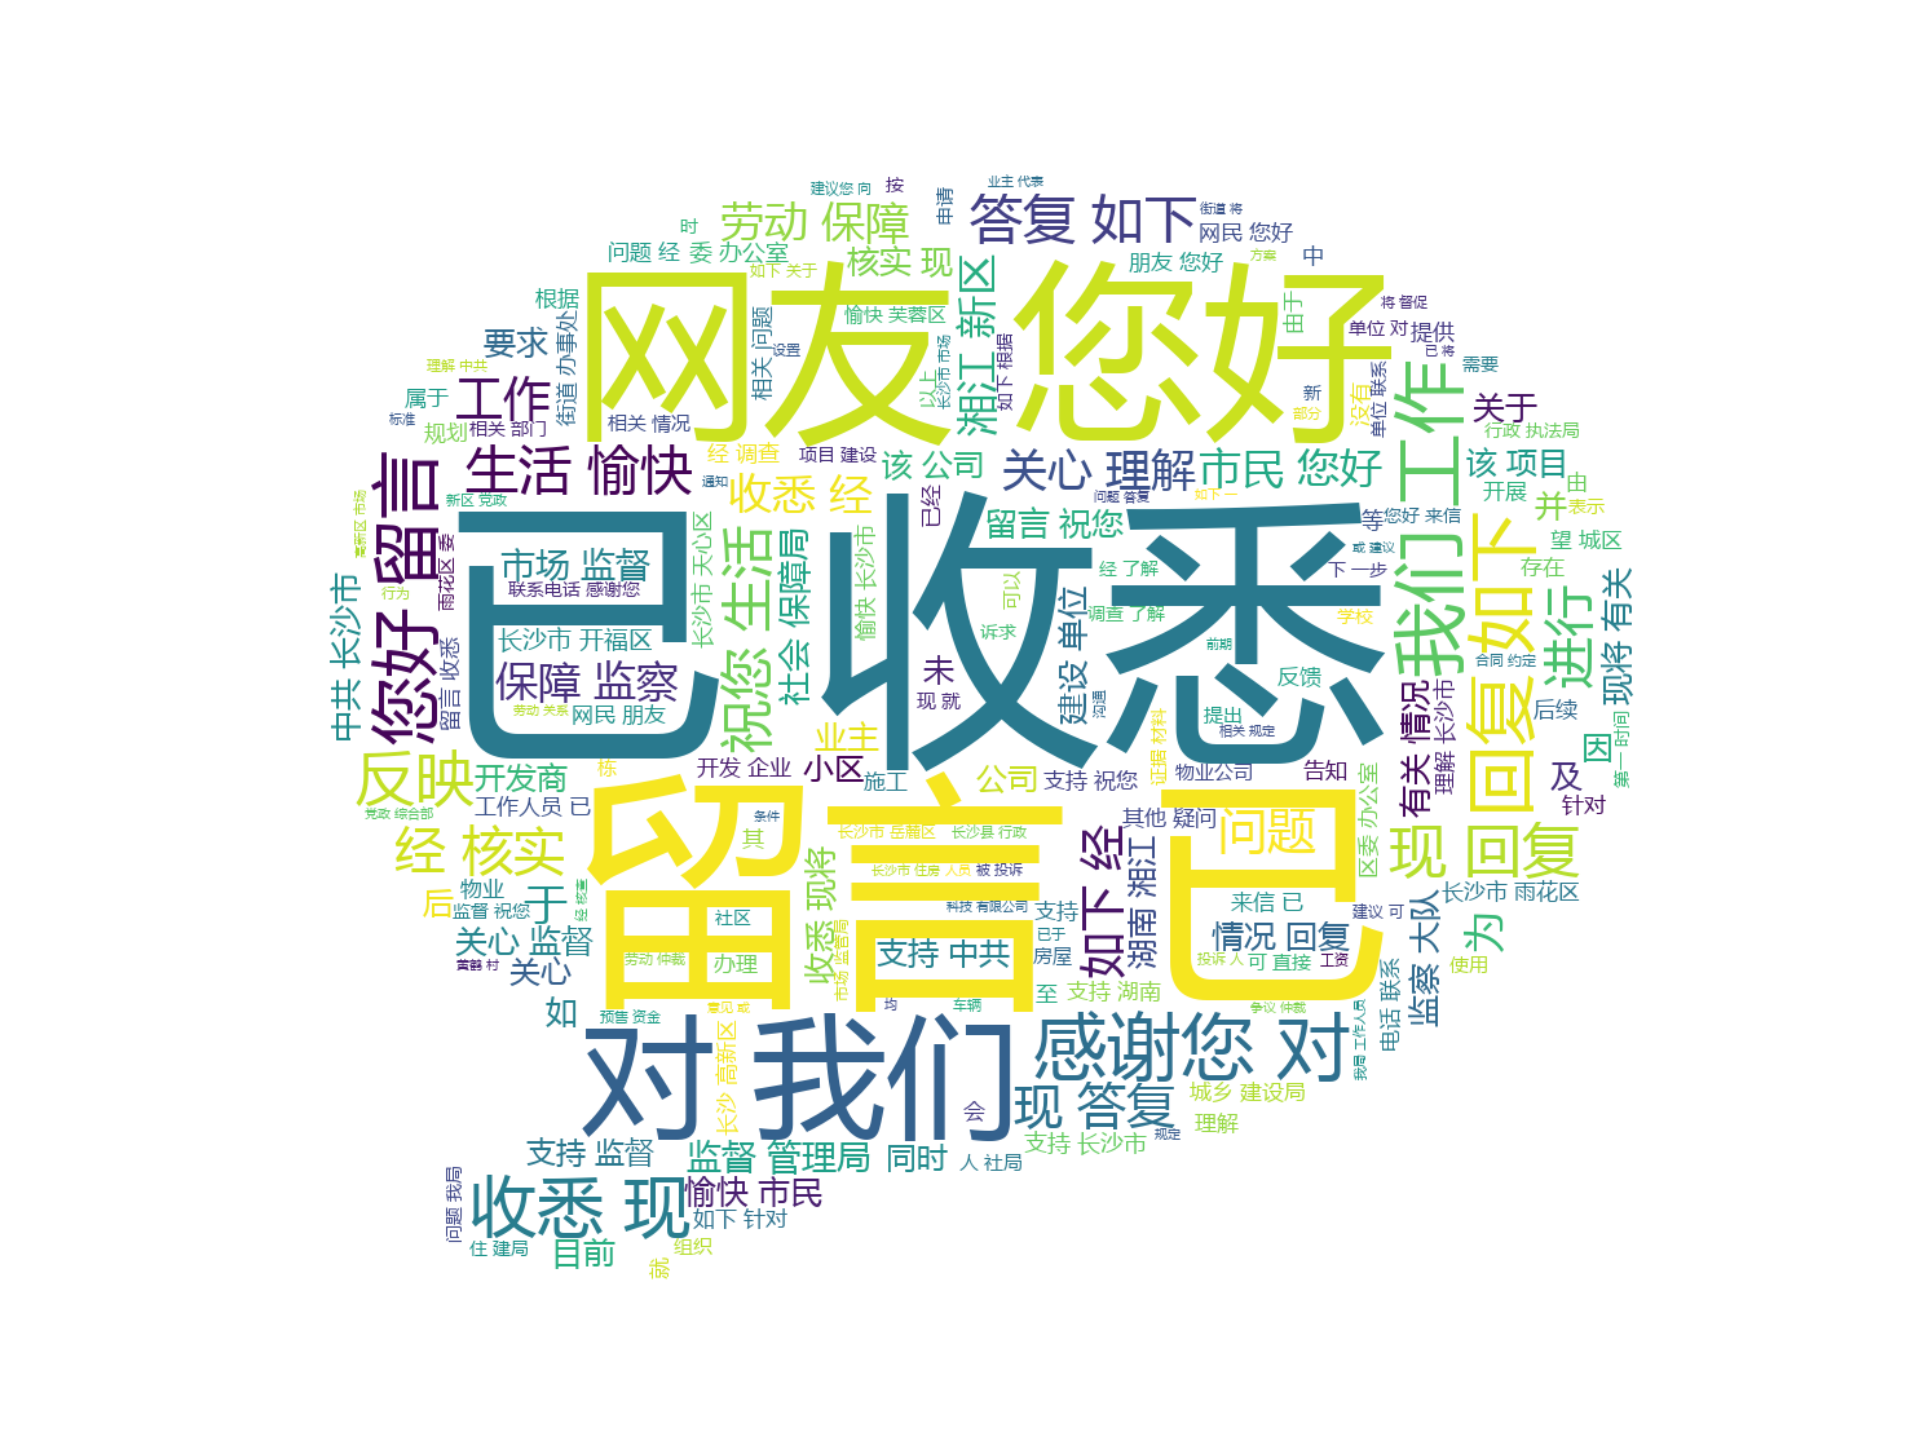 建议您 向
按
业主 代表
劳动 保障
申请
答复 如下
街道 将
网民 您好
时
问题 经
委 办公室
如下 关于
核实 现
湘江 新区
朋友 您好
方案
中
根据
街道 办事处
网友 您好
愉快 芙蓉区
由于
将 督促
单位 对
提供
要求
相关 问题
设置
长沙市 市场
如下 根据
已 将
需要
理解 中共
工作
属于
以上
新
部分
没有
单位 联系
我们 工作
关于
标准
规划
相关 部门
相关 情况
行政 执法局
您好 留言
生活 愉快
经 调查
项目 建设
该 公司
关心 理解
市民 您好
该 项目
通知
收悉 经
已经
问题 答复
如下 一
开展
由
高新区 市场
新区 党政
已 收悉
留言 祝您
等
您好 来信
并
表示
雨花区 委
市场 监督
长沙市 天心区
祝您 生活
社会 保障局
愉快 长沙市
经 了解
或 建议
下 一步
回复 如下
存在
望 城区
中共 长沙市
行为
联系电话 感谢您
可以
建设 单位
调查 了解
学校
进行
现将 有关
留言 收悉
长沙市 开福区
诉求
前期
合同 约定
保障 监察
未
现 就
反馈
有关 情况
理解 长沙市
劳动 关系
网民 朋友
沟通
提出
相关 规定
后续
因
第一 时间
业主
证据 材料
反映
开发商
栋
开发 企业
小区
施工
公司
支持 祝您
物业公司
告知
及
针对
党政 综合部
工作人员 已
留言 已
条件
长沙市 岳麓区
长沙县 行政
其他 疑问
问题
区委 办公室
现 回复
经 核实
其
如下 经
湖南 湘江
收悉 现将
长沙市 住房
人员
被 投诉
后
物业
监督 祝您
于
经 核查
社区
科技 有限公司
支持
来信 已
建议 可
监察 大队
长沙市 雨花区
为
关心 监督
已于
情况 回复
黄鹤 村
关心
劳动 仲裁
办理
市场 监管局
支持 中共
房屋
投诉 人
可 直接
工资
使用
如
预售 资金
意见 或
均
车辆
至
支持 湖南
争议 仲裁
我局 工作人员
电话 联系
对 我们
长沙 高新区
感谢您 对
会
现 答复
城乡 建设局
理解
支持 监督
监督 管理局
同时
人 社局
支持 长沙市
规定
问题 我局
收悉 现
愉快 市民
如下 针对
住 建局
目前
组织
就